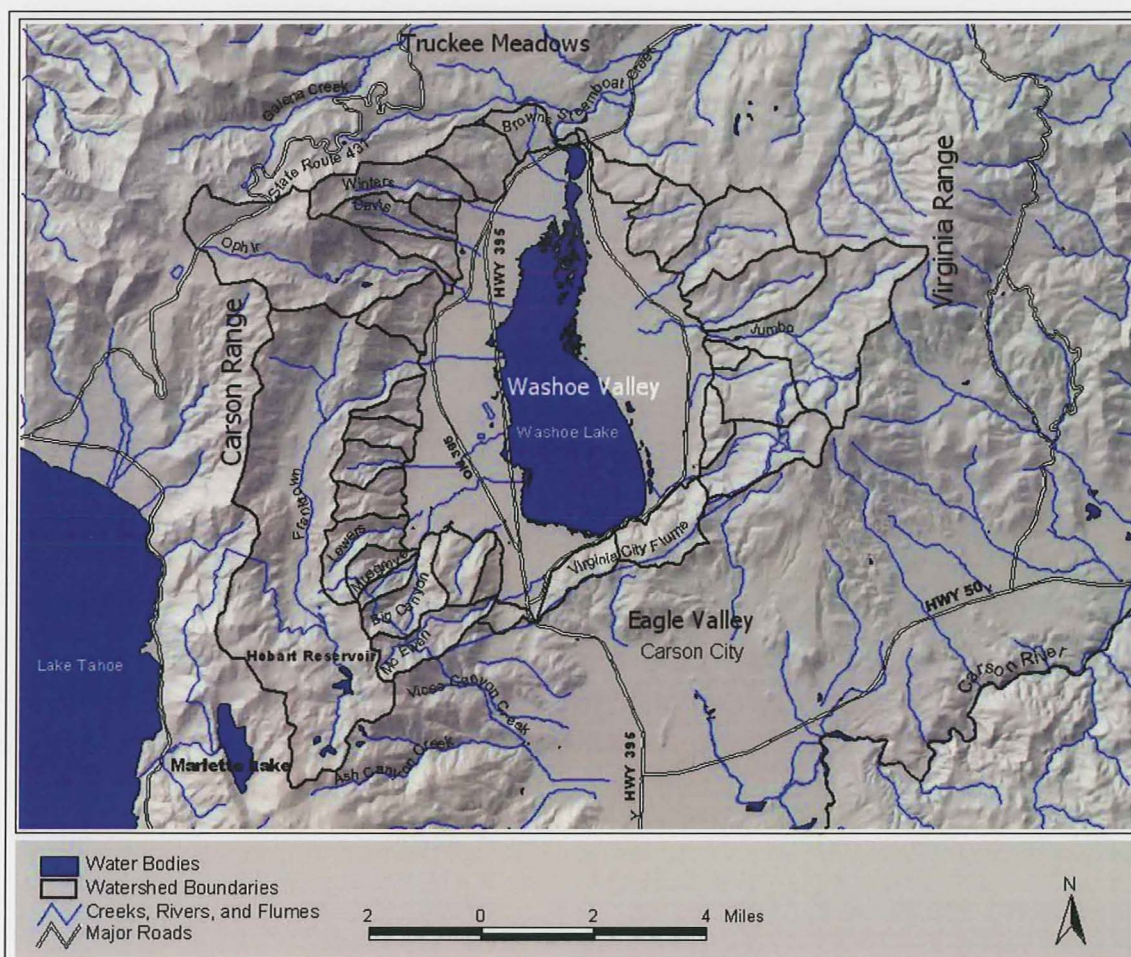 Truckee Meadows
Galena Creek
Steamboat Creek
Browns
State Route 431
Winters
Davis
Ophir
HWY 395
Virginia Range
Carson Range
Jumbo
Washoe Valley
Washoe Lake
Old 395
Franktown
Lewers
Musgrove
Big Canyon
Mc Ewan
Virginia City Flume
Eagle Valley
Carson City
HWY 50
Carson River
Lake Tahoe
Hobart Reservoir
Vicee Canyon Creek
Marlette Lake
Ash Canyon Creek
HWY 395
Water Bodies
Watershed Boundaries
Creeks, Rivers, and Flumes
Major Roads
2 0 2 4 Miles
N